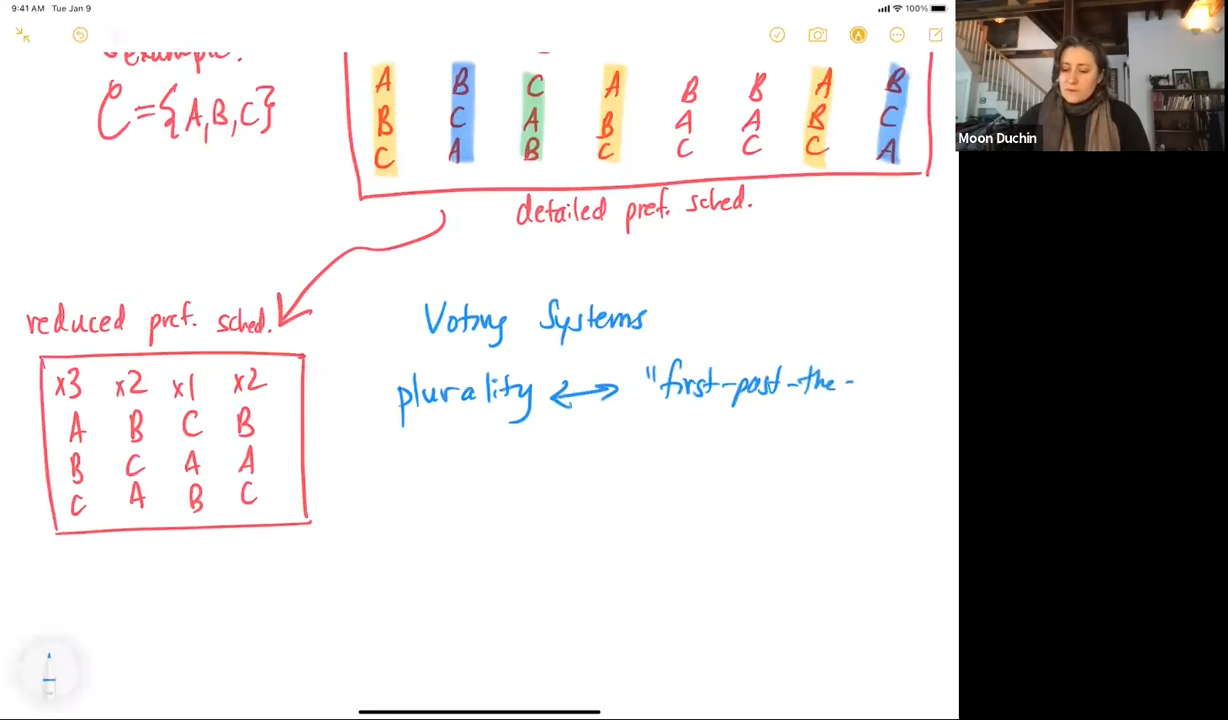 9:41 AM Tue Jan 9
100%
example.
C={A,B,C}
A B C A B B A B
B C A B A A B C
C A B C C C C A
detailed pref. sched.
reduced pref. sched.
x3 x2 x1 x2
A B C B
B C A A
C A B C
Voting Systems
plurality ↔ "first-past-the-
Moon Duchin